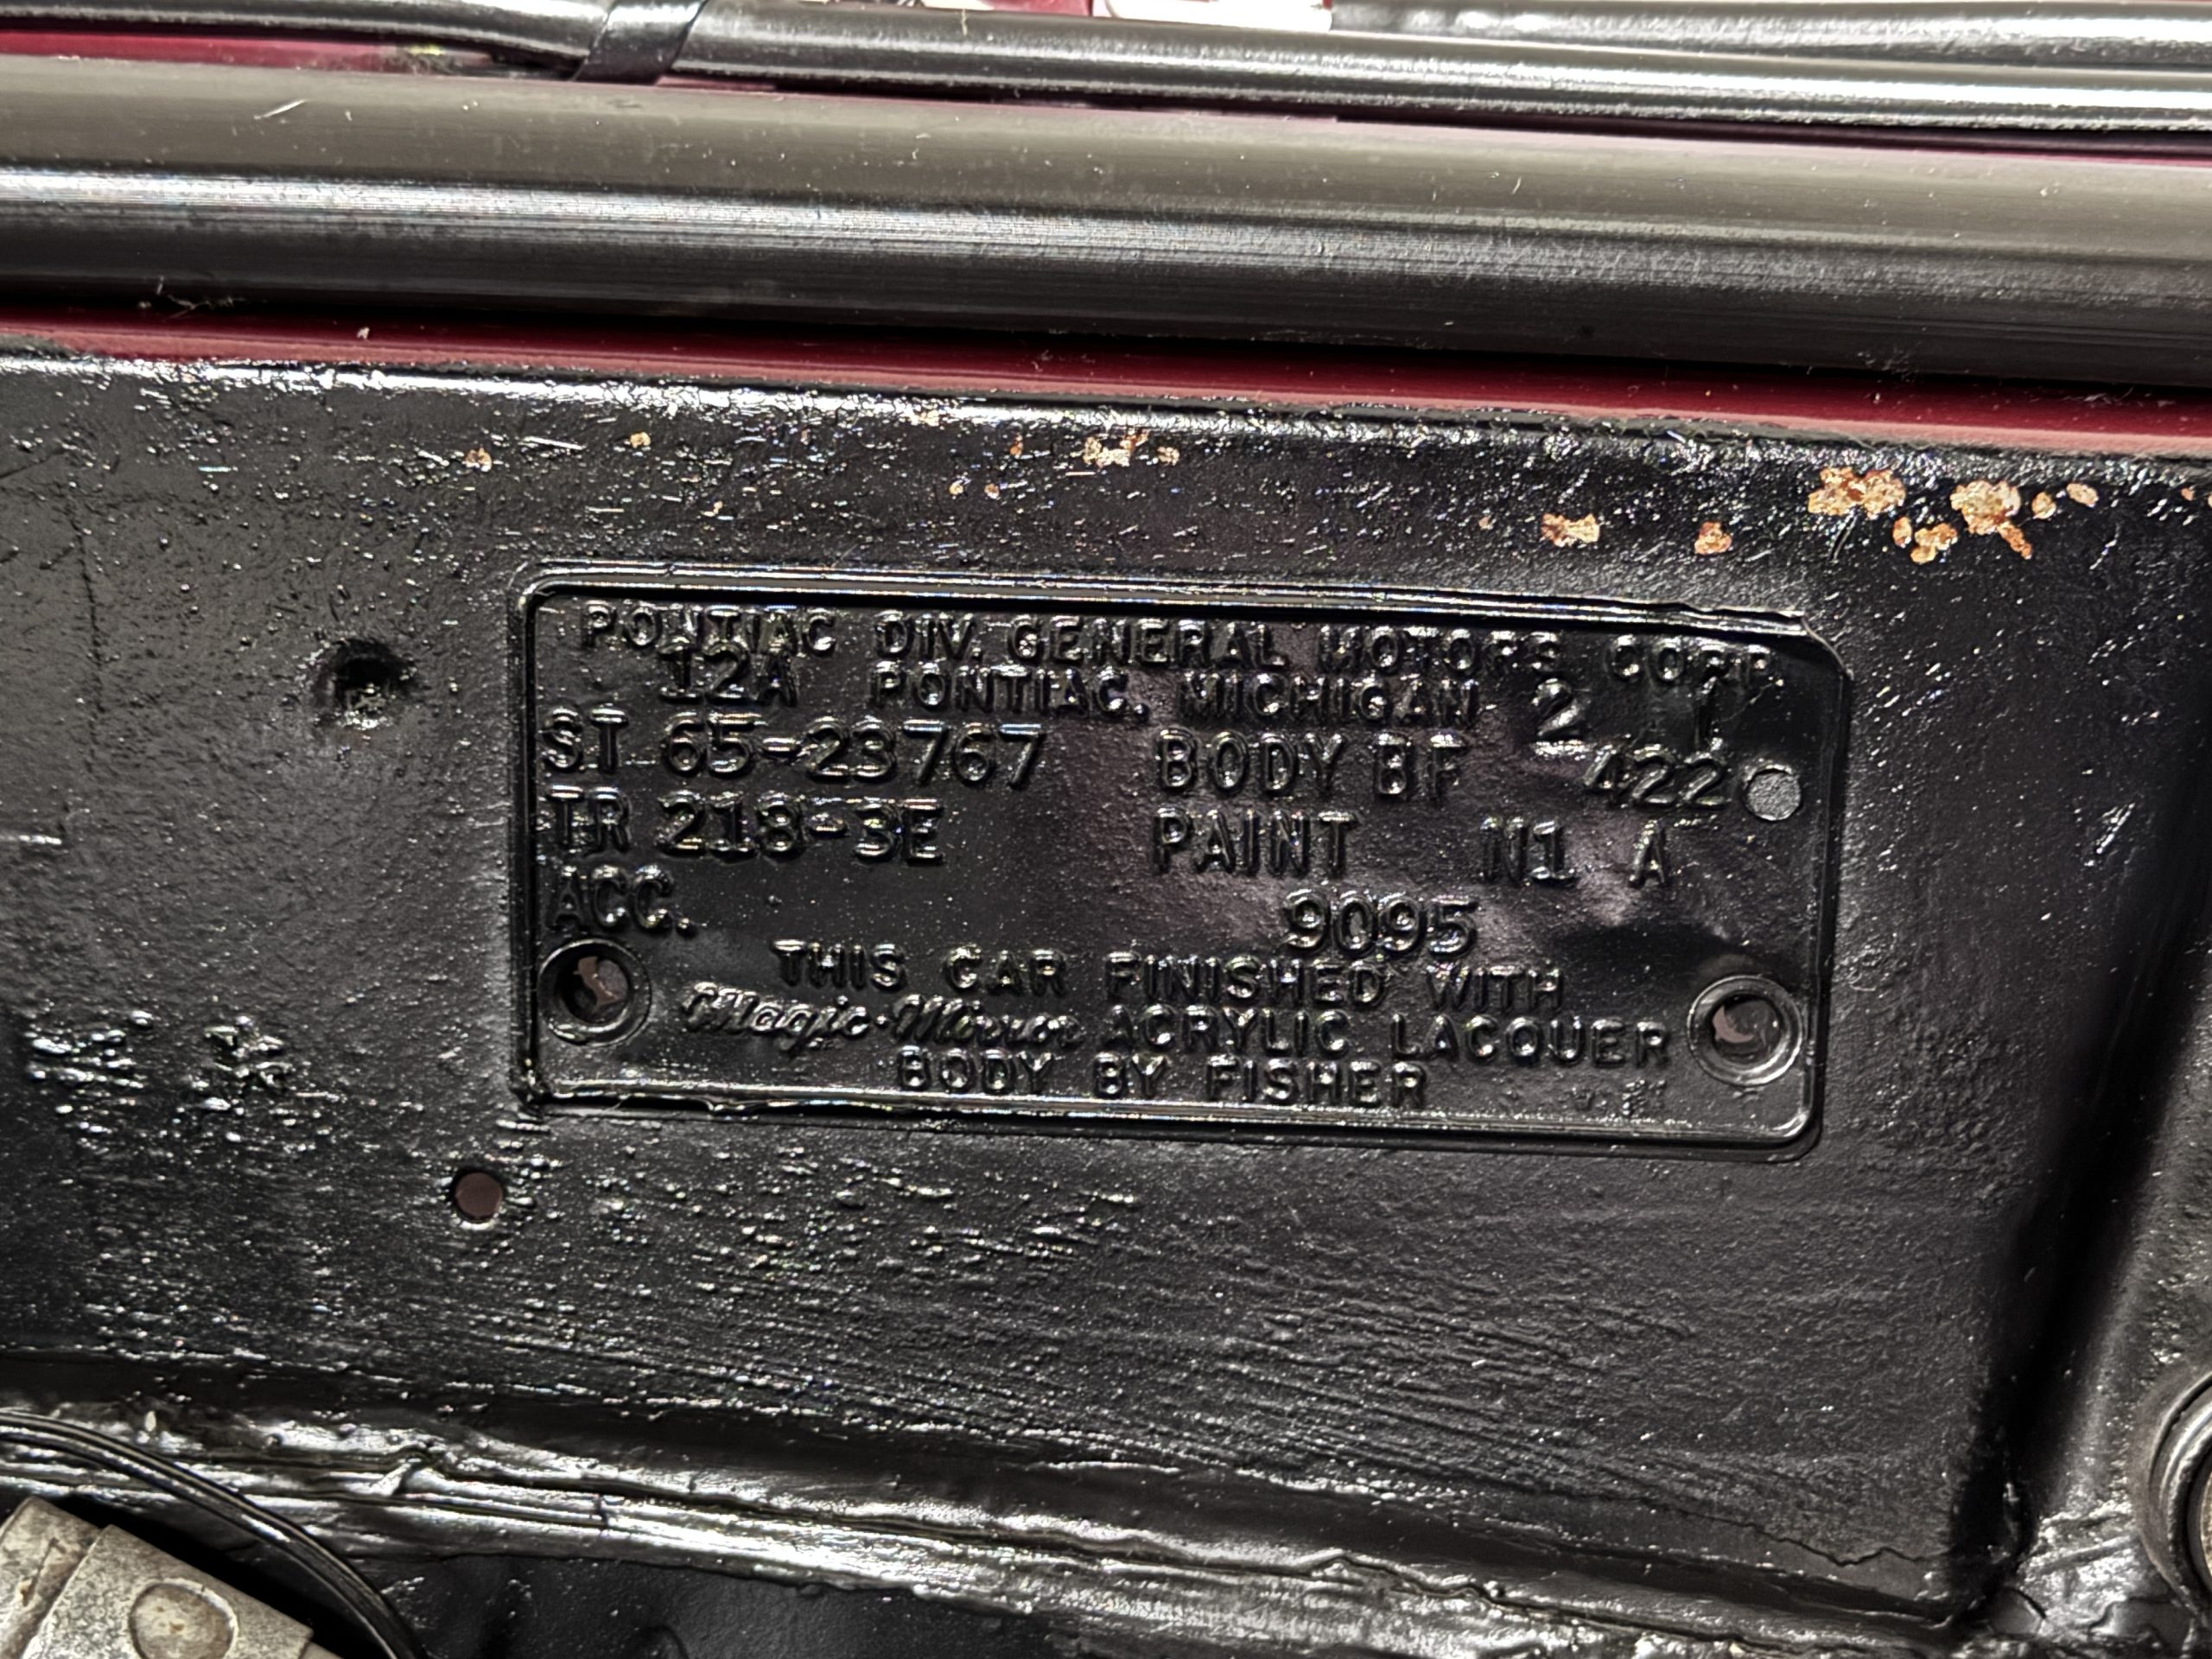 PONTIAC DIV. GENERAL MOTORS CORP.
12A PONTIAC, MICHIGAN 2 1
ST 65-23767 BODY BF 422
TR 218-3E PAINT N1 A
ACC. 9095
THIS CAR FINISHED WITH
Magic-Mirror ACRYLIC LACQUER
BODY BY FISHER